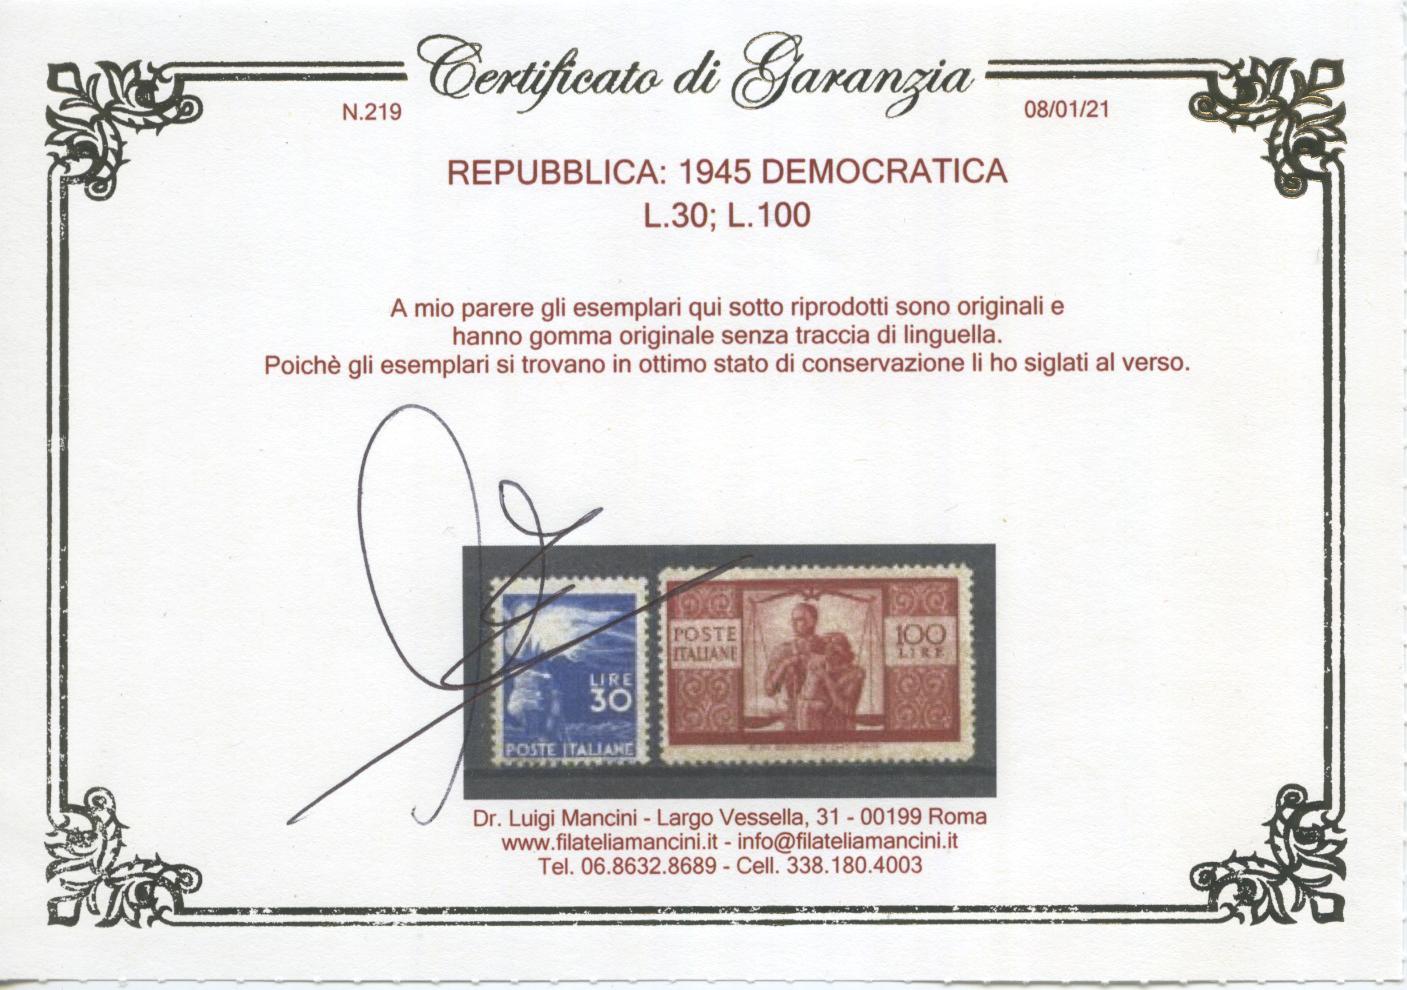 Certificato di Garanzia
N.219
08/01/21
REPUBBLICA: 1945 DEMOCRATICA
L.30; L.100
A mio parere gli esemplari qui sotto riprodotti sono originali e
hanno gomma originale senza traccia di linguella.
Poichè gli esemplari si trovano in ottimo stato di conservazione li ho siglati al verso.
LIRE
30
POSTE ITALIANE
POSTE
ITALIANE
100
LIRE
Dr. Luigi Mancini - Largo Vessella, 31 - 00199 Roma
www.filateliamancini.it - info@filateliamancini.it
Tel. 06.8632.8689 - Cell. 338.180.4003